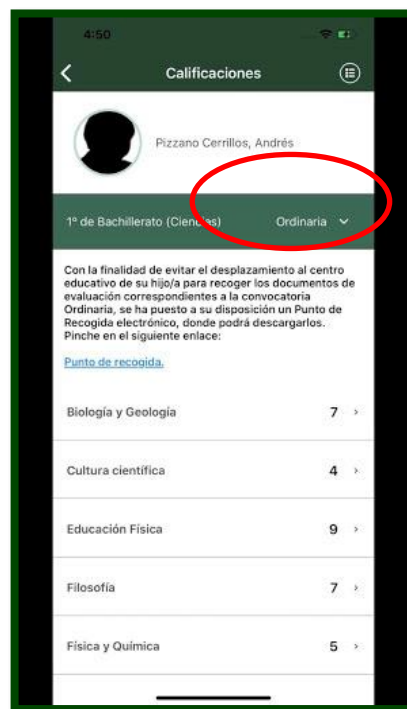 4:50
Calificaciones
Pizzano Cerrillos, Andrés
1º de Bachillerato (Ciencias) Ordinaria
Con la finalidad de evitar el desplazamiento al centro
educativo de su hijo/a para recoger los documentos de
evaluación correspondientes a la convocatoria
Ordinaria, se ha puesto a su disposición un Punto de
Recogida electrónico, donde podrá descargarlos.
Pinche en el siguiente enlace:
Punto de recogida.
Biología y Geología 7
Cultura científica 4
Educación Física 9
Filosofía 7
Física y Química 5